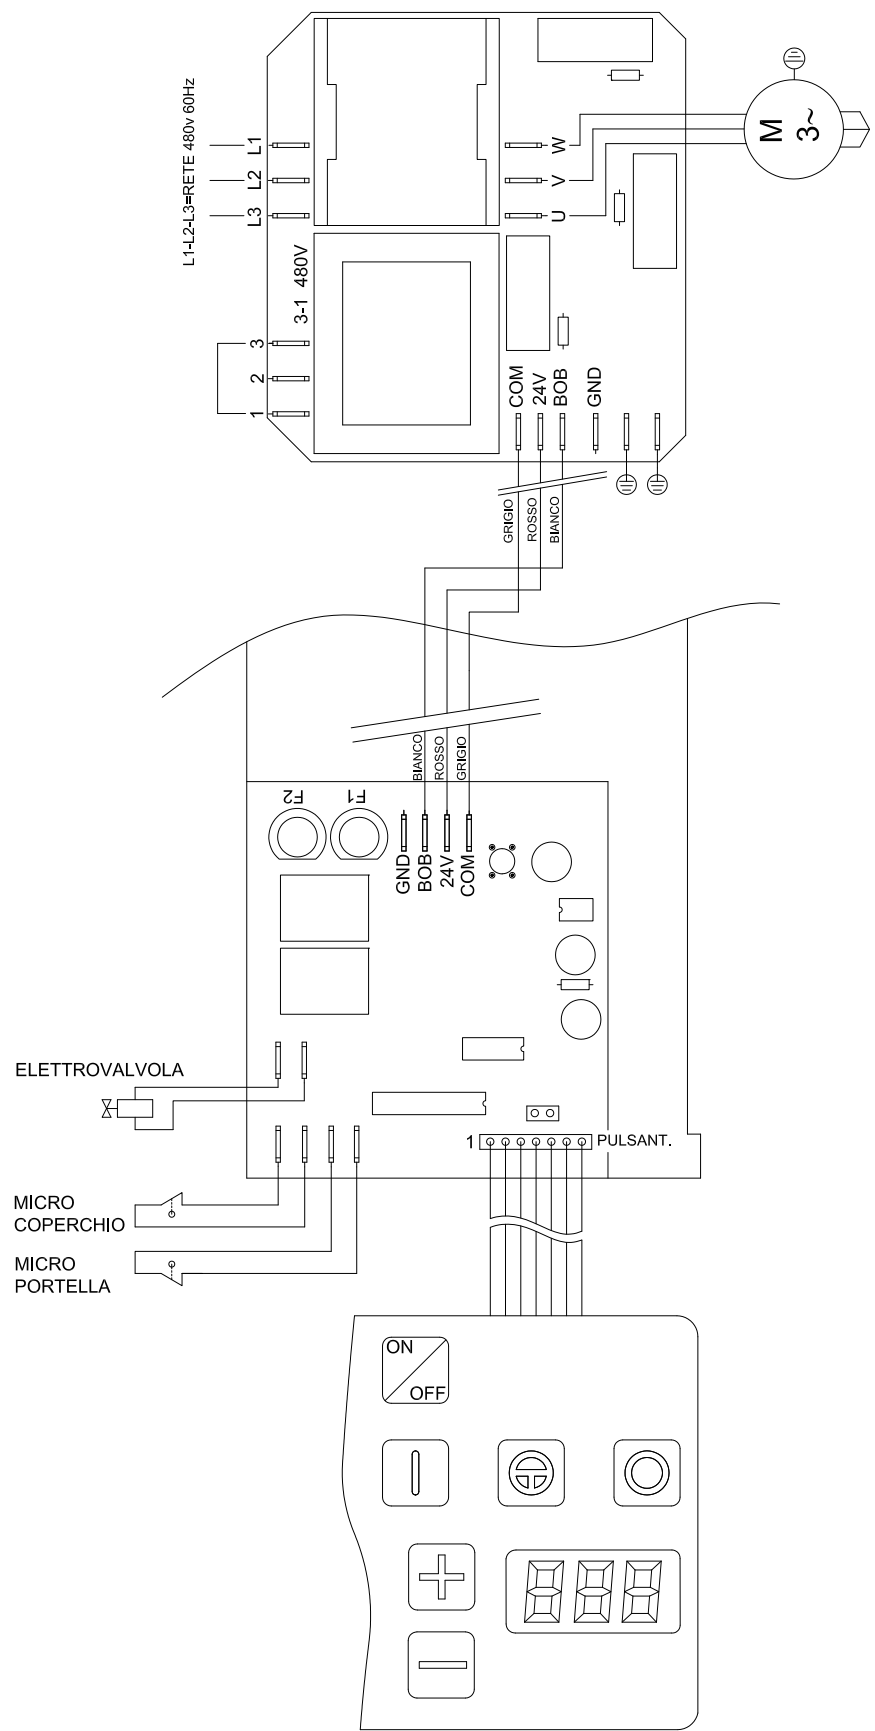 L1-L2-L3=RETE 480v 60Hz
L1
L2
L3
W
V
U
M
3~
3-1 480V
3
2
1
COM
24V
BOB
GND
GRIGIO
ROSSO
BIANCO
BIANCO
ROSSO
GRIGIO
F2
F1
GND
BOB
24V
COM
ELETTROVALVOLA
1
PULSANT.
MICRO
COPERCHIO
MICRO
PORTELLA
ON
OFF
888